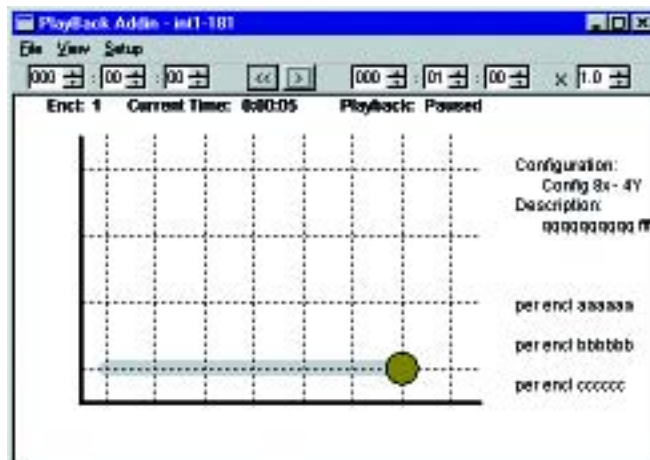 PlayBack Addin - int1-181
File View Setup
000 : 00 : 00 << > 000 : 01 : 00 x 1.0
Encl: 1 Current Time: 0:00:05 Playback: Paused
Configuration:
Config 8x - 4Y
Description:
qqqqqqqqqq fff
per encl aaaaaa
per encl bbbbbb
per encl cccccc